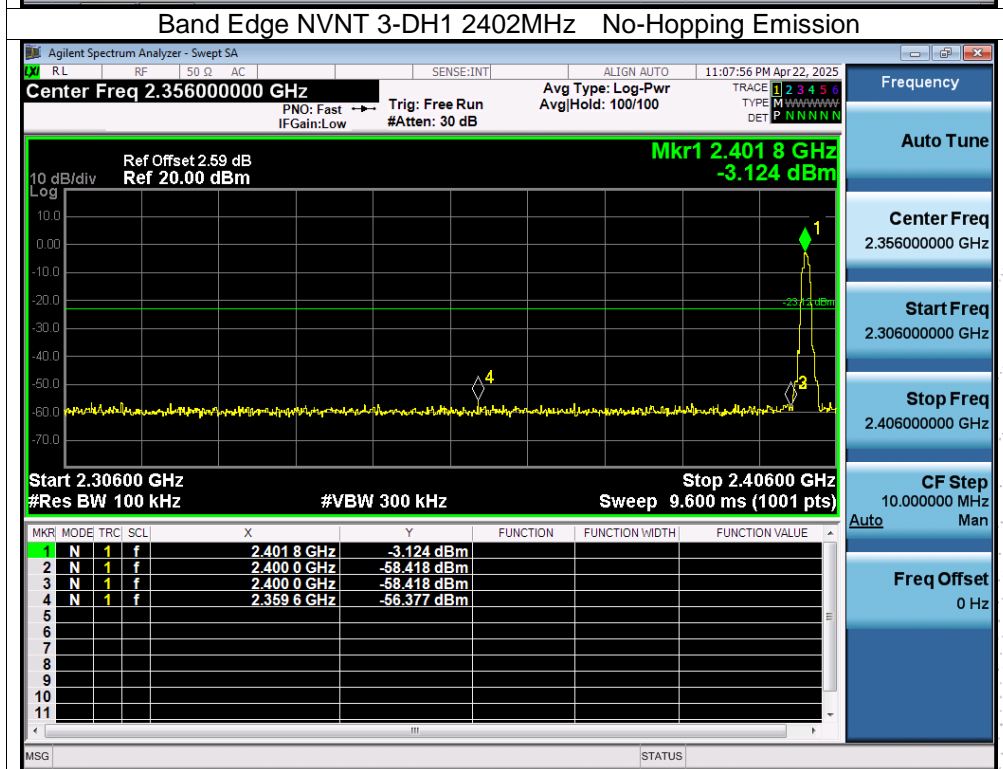 Band Edge NVNT 3-DH1 2402MHz No-Hopping Emission
Agilent Spectrum Analyzer - Swept SA
LXI RL RF 50 Ω AC SENSE:INT ALIGN AUTO 11:07:56 PM Apr 22, 2025
Center Freq 2.356000000 GHz
PNO: Fast
IFGain:Low
Trig: Free Run
#Atten: 30 dB
Avg Type: Log-Pwr
Avg|Hold: 100/100
TRACE 1 2 3 4 5 6
TYPE M WWWWW
DET P N N N N N
Ref Offset 2.59 dB
10 dB/div Ref 20.00 dBm
Log
Mkr1 2.401 8 GHz
-3.124 dBm
10.0
0.00
-10.0
-20.0
-30.0
-40.0
-50.0
-60.0
-70.0
1
-23.12 dBm
4
3
Start 2.30600 GHz Stop 2.40600 GHz
#Res BW 100 kHz #VBW 300 kHz Sweep 9.600 ms (1001 pts)
MKR MODE TRC SCL X Y FUNCTION FUNCTION WIDTH FUNCTION VALUE
1 N 1 f 2.401 8 GHz -3.124 dBm
2 N 1 f 2.400 0 GHz -58.418 dBm
3 N 1 f 2.400 0 GHz -58.418 dBm
4 N 1 f 2.359 6 GHz -56.377 dBm
5
6
7
8
9
10
11
MSG STATUS
Frequency
Auto Tune
Center Freq
2.356000000 GHz
Start Freq
2.306000000 GHz
Stop Freq
2.406000000 GHz
CF Step
10.000000 MHz
Auto Man
Freq Offset
0 Hz